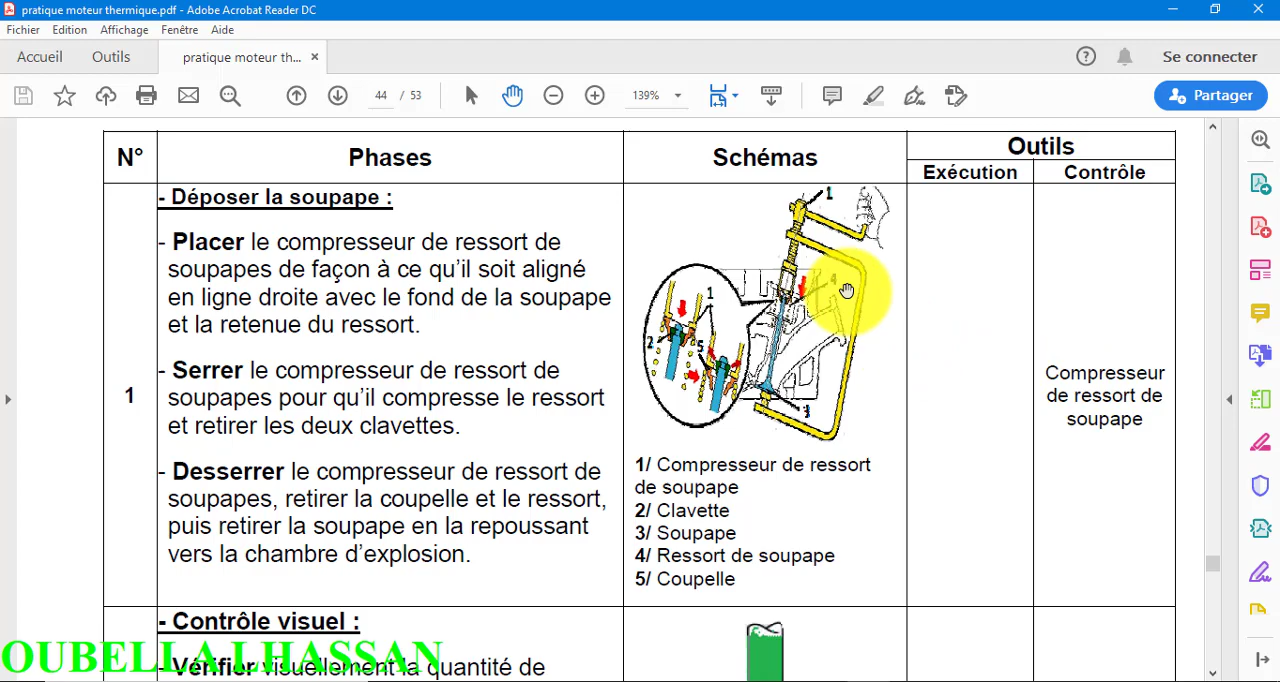 pratique moteur thermique.pdf - Adobe Acrobat Reader DC
Fichier Edition Affichage Fenêtre Aide
Accueil Outils pratique moteur th... × Se connecter
44 / 53 139% Partager
N° Phases Schémas Outils
Exécution Contrôle
- Déposer la soupape :
- Placer le compresseur de ressort de
soupapes de façon à ce qu'il soit aligné
en ligne droite avec le fond de la soupape
et la retenue du ressort.
- Serrer le compresseur de ressort de
soupapes pour qu'il compresse le ressort
et retirer les deux clavettes.
- Desserrer le compresseur de ressort de
soupapes, retirer la coupelle et le ressort,
puis retirer la soupape en la repoussant
vers la chambre d'explosion.
1
1
4
1
2
5
3
1/ Compresseur de ressort
de soupape
2/ Clavette
3/ Soupape
4/ Ressort de soupape
5/ Coupelle
Compresseur
de ressort de
soupape
- Contrôle visuel :
- Vérifier visuellement la quantité de
OUBELLA LHASSAN